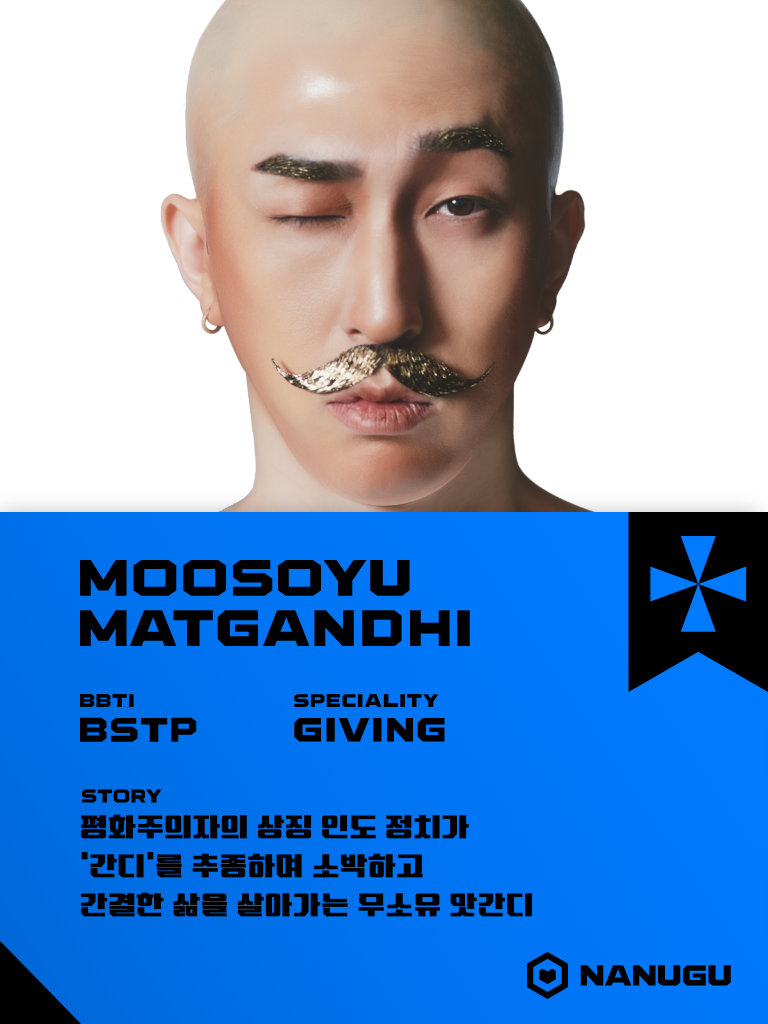 MOOSOYU
MATGANDHI
BBTI
BSTP
SPECIALITY
GIVING
STORY
평화주의자의 상징 인도 정치가
'간디'를 추종하며 소박하고
간결한 삶을 살아가는 무소유 맛간디
NANUGU